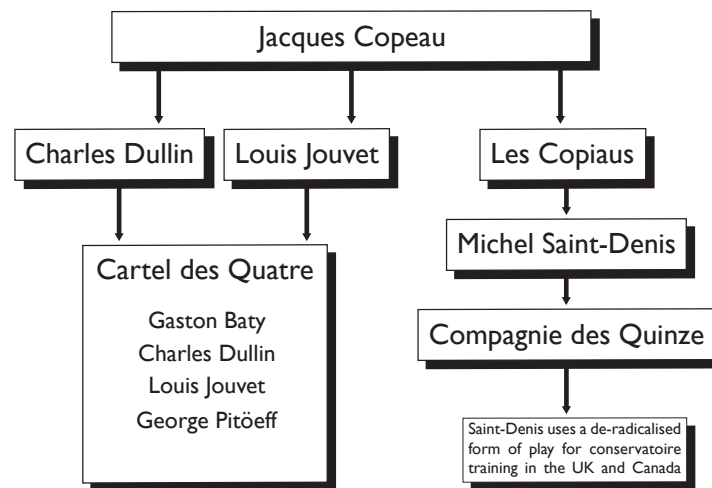 Jacques Copeau
Charles Dullin
Louis Jouvet
Les Copiaus
Cartel des Quatre
Gaston Baty
Charles Dullin
Louis Jouvet
George Pitöeff
Michel Saint-Denis
Compagnie des Quinze
Saint-Denis uses a de-radicalised
form of play for conservatoire
training in the UK and Canada